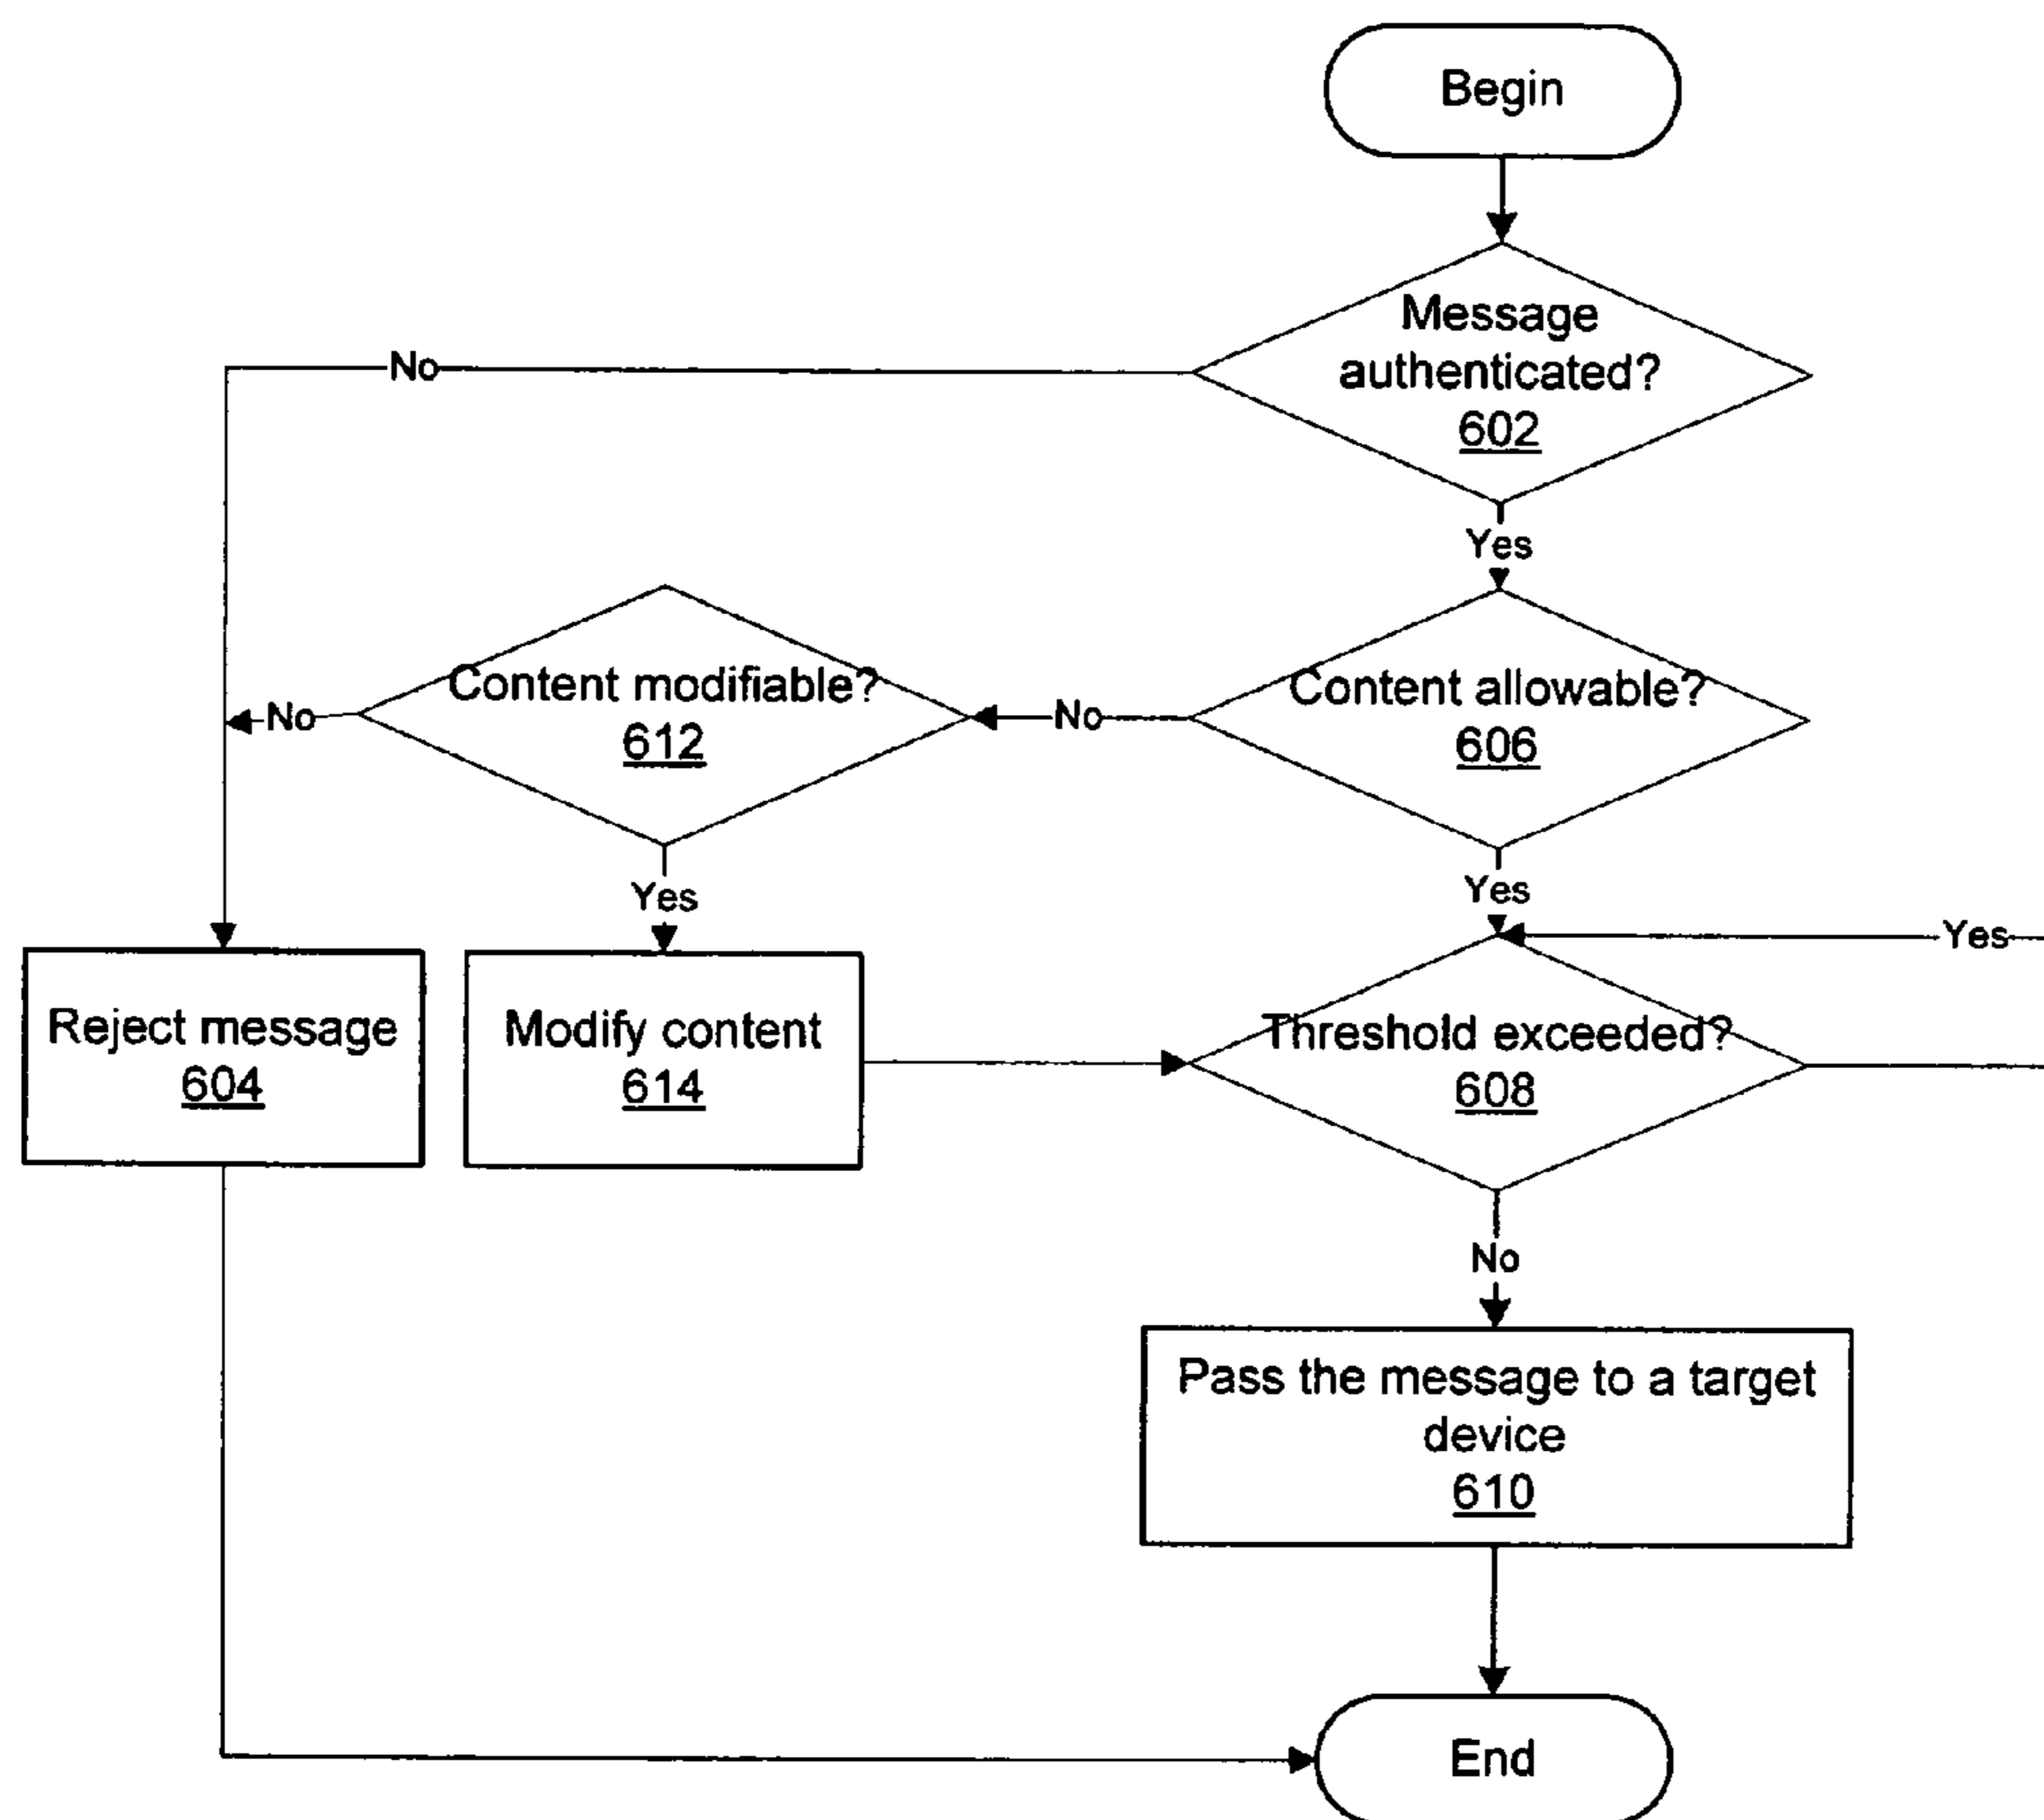 Begin
Message
authenticated?
602
No
Yes
Content modifiable?
612
Content allowable?
606
No
No
Yes
Yes
Yes
Reject message
604
Modify content
614
Threshold exceeded?
608
No
Pass the message to a target
device
610
End